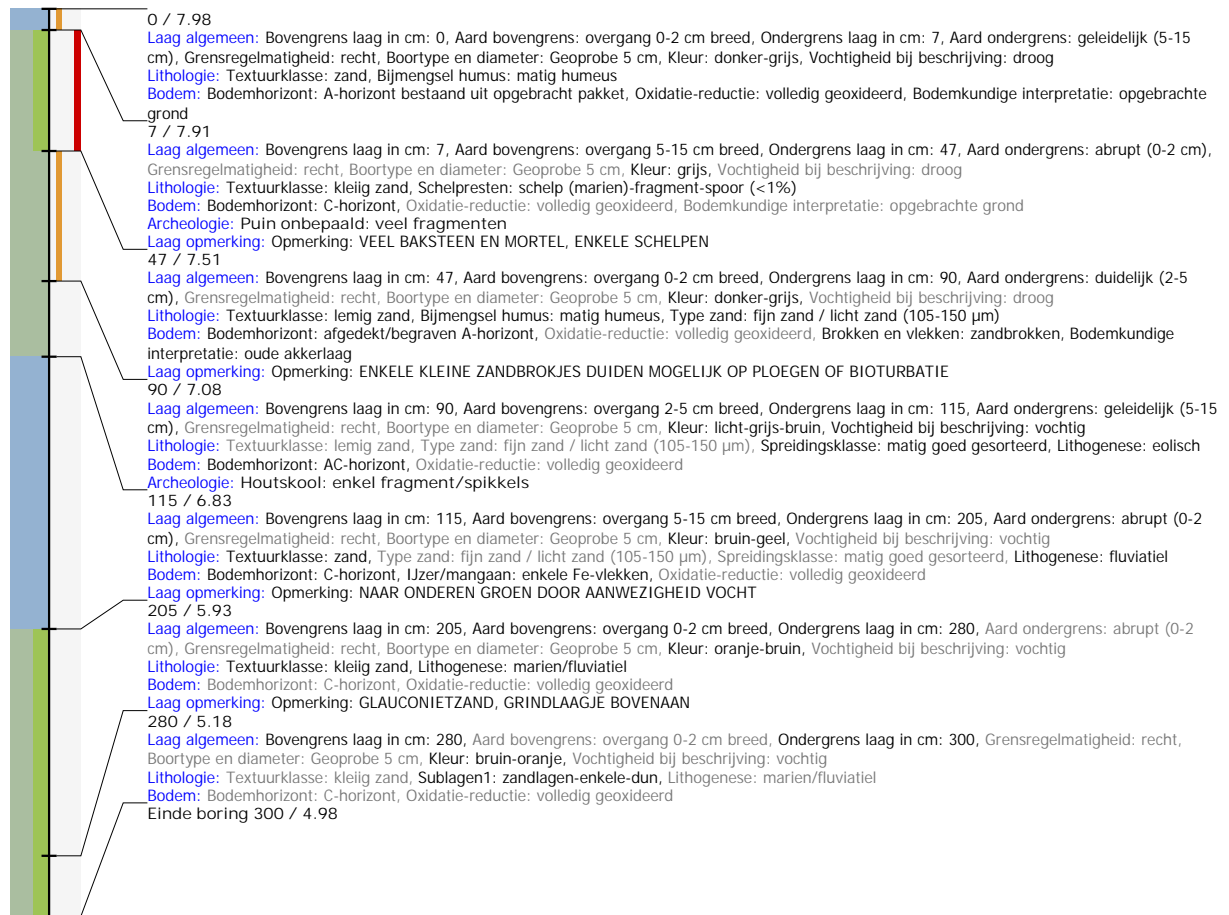 0 / 7.98
Laag algemeen: Bovengrens laag in cm: 0, Aard bovengrens: overgang 0-2 cm breed, Ondergrens laag in cm: 7, Aard ondergrens: geleidelijk (5-15
cm), Grensregelmatigheid: recht, Boortype en diameter: Geoprobe 5 cm, Kleur: donker-grijs, Vochtigheid bij beschrijving: droog
Lithologie: Textuurklasse: zand, Bijmengsel humus: matig humeus
Bodem: Bodemhorizont: A-horizont bestaand uit opgebracht pakket, Oxidatie-reductie: volledig geoxideerd, Bodemkundige interpretatie: opgebrachte
grond
7 / 7.91
Laag algemeen: Bovengrens laag in cm: 7, Aard bovengrens: overgang 5-15 cm breed, Ondergrens laag in cm: 47, Aard ondergrens: abrupt (0-2 cm),
Grensregelmatigheid: recht, Boortype en diameter: Geoprobe 5 cm, Kleur: grijs, Vochtigheid bij beschrijving: droog
Lithologie: Textuurklasse: kleiig zand, Schelpresten: schelp (marien)-fragment-spoor (<1%)
Bodem: Bodemhorizont: C-horizont, Oxidatie-reductie: volledig geoxideerd, Bodemkundige interpretatie: opgebrachte grond
Archeologie: Puin onbepaald: veel fragmenten
Laag opmerking: Opmerking: VEEL BAKSTEEN EN MORTEL, ENKELE SCHELPEN
47 / 7.51
Laag algemeen: Bovengrens laag in cm: 47, Aard bovengrens: overgang 0-2 cm breed, Ondergrens laag in cm: 90, Aard ondergrens: duidelijk (2-5
cm), Grensregelmatigheid: recht, Boortype en diameter: Geoprobe 5 cm, Kleur: donker-grijs, Vochtigheid bij beschrijving: droog
Lithologie: Textuurklasse: lemig zand, Bijmengsel humus: matig humeus, Type zand: fijn zand / licht zand (105-150 µm)
Bodem: Bodemhorizont: afgedekt/begraven A-horizont, Oxidatie-reductie: volledig geoxideerd, Brokken en vlekken: zandbrokken, Bodemkundige
interpretatie: oude akkerlaag
Laag opmerking: Opmerking: ENKELE KLEINE ZANDBROKJES DUIDEN MOGELIJK OP PLOEGEN OF BIOTURBATIE
90 / 7.08
Laag algemeen: Bovengrens laag in cm: 90, Aard bovengrens: overgang 2-5 cm breed, Ondergrens laag in cm: 115, Aard ondergrens: geleidelijk (5-15
cm), Grensregelmatigheid: recht, Boortype en diameter: Geoprobe 5 cm, Kleur: licht-grijs-bruin, Vochtigheid bij beschrijving: vochtig
Lithologie: Textuurklasse: lemig zand, Type zand: fijn zand / licht zand (105-150 µm), Spreidingsklasse: matig goed gesorteerd, Lithogenese: eolisch
Bodem: Bodemhorizont: AC-horizont, Oxidatie-reductie: volledig geoxideerd
Archeologie: Houtskool: enkel fragment/spikkels
115 / 6.83
Laag algemeen: Bovengrens laag in cm: 115, Aard bovengrens: overgang 5-15 cm breed, Ondergrens laag in cm: 205, Aard ondergrens: abrupt (0-2
cm), Grensregelmatigheid: recht, Boortype en diameter: Geoprobe 5 cm, Kleur: bruin-geel, Vochtigheid bij beschrijving: vochtig
Lithologie: Textuurklasse: zand, Type zand: fijn zand / licht zand (105-150 µm), Spreidingsklasse: matig goed gesorteerd, Lithogenese: fluviatiel
Bodem: Bodemhorizont: C-horizont, IJzer/mangaan: enkele Fe-vlekken, Oxidatie-reductie: volledig geoxideerd
Laag opmerking: Opmerking: NAAR ONDEREN GROEN DOOR AANWEZIGHEID VOCHT
205 / 5.93
Laag algemeen: Bovengrens laag in cm: 205, Aard bovengrens: overgang 0-2 cm breed, Ondergrens laag in cm: 280, Aard ondergrens: abrupt (0-2
cm), Grensregelmatigheid: recht, Boortype en diameter: Geoprobe 5 cm, Kleur: oranje-bruin, Vochtigheid bij beschrijving: vochtig
Lithologie: Textuurklasse: kleiig zand, Lithogenese: marien/fluviatiel
Bodem: Bodemhorizont: C-horizont, Oxidatie-reductie: volledig geoxideerd
Laag opmerking: Opmerking: GLAUCONIETZAND, GRINDLAAGJE BOVENAAN
280 / 5.18
Laag algemeen: Bovengrens laag in cm: 280, Aard bovengrens: overgang 0-2 cm breed, Ondergrens laag in cm: 300, Grensregelmatigheid: recht,
Boortype en diameter: Geoprobe 5 cm, Kleur: bruin-oranje, Vochtigheid bij beschrijving: vochtig
Lithologie: Textuurklasse: kleiig zand, Sublagen1: zandlagen-enkele-dun, Lithogenese: marien/fluviatiel
Bodem: Bodemhorizont: C-horizont, Oxidatie-reductie: volledig geoxideerd
Einde boring 300 / 4.98